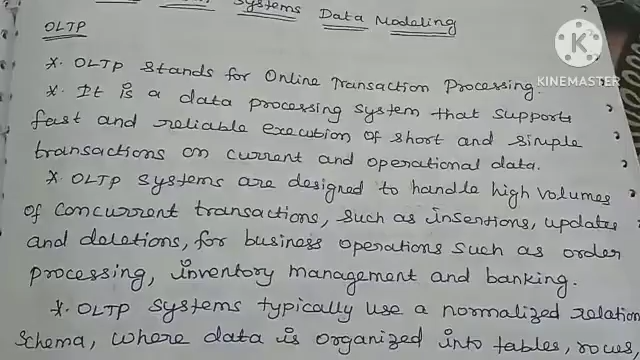 Systems Data Modeling
OLTP
* OLTP stands for Online Transaction Processing.
* It is a data processing system that supports
fast and reliable execution of short and simple
transactions on current and operational data.
* OLTP systems are designed to handle high volumes
of concurrent transactions, such as insertions, updates
and deletions, for business operations such as order
processing, inventory management and banking.
* OLTP systems typically use a normalized relation
schema, where data is organized into tables, rows,
KINEMASTER